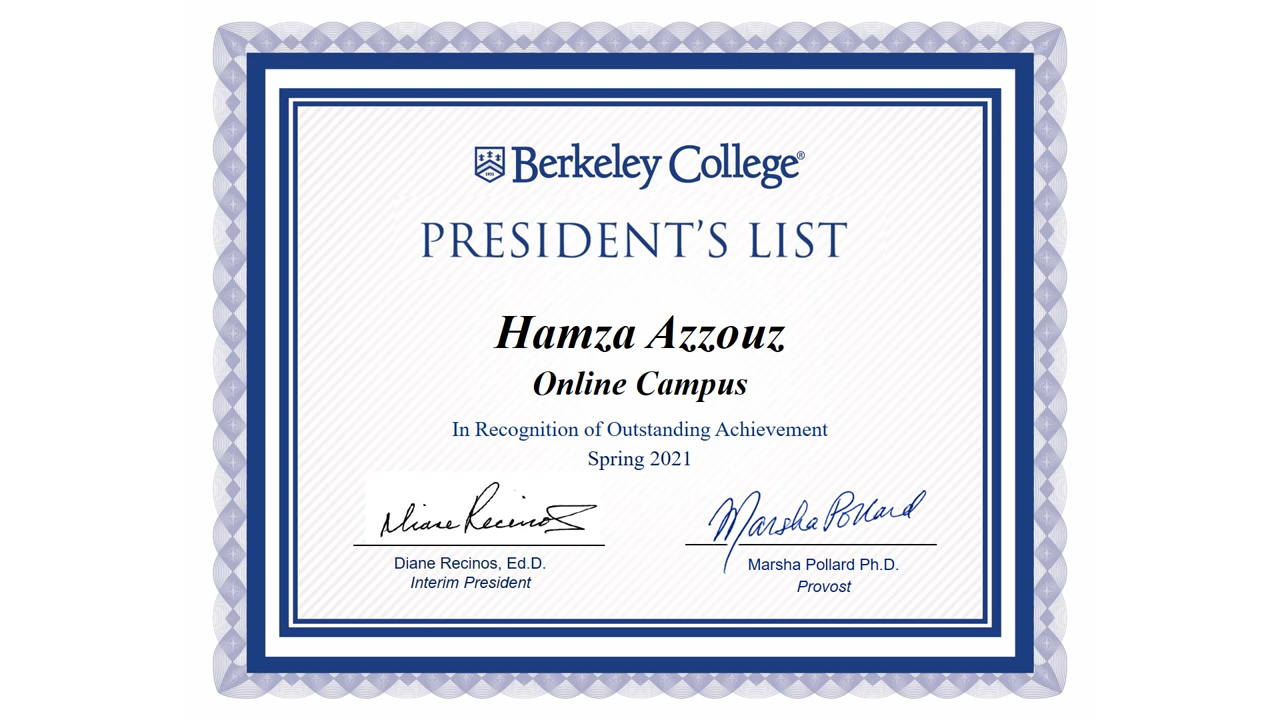 Berkeley College®
PRESIDENT'S LIST
Hamza Azzouz
Online Campus
In Recognition of Outstanding Achievement
Spring 2021
Diane Recinos
Marsha Pollard
Diane Recinos, Ed.D.
Marsha Pollard Ph.D.
Interim President
Provost